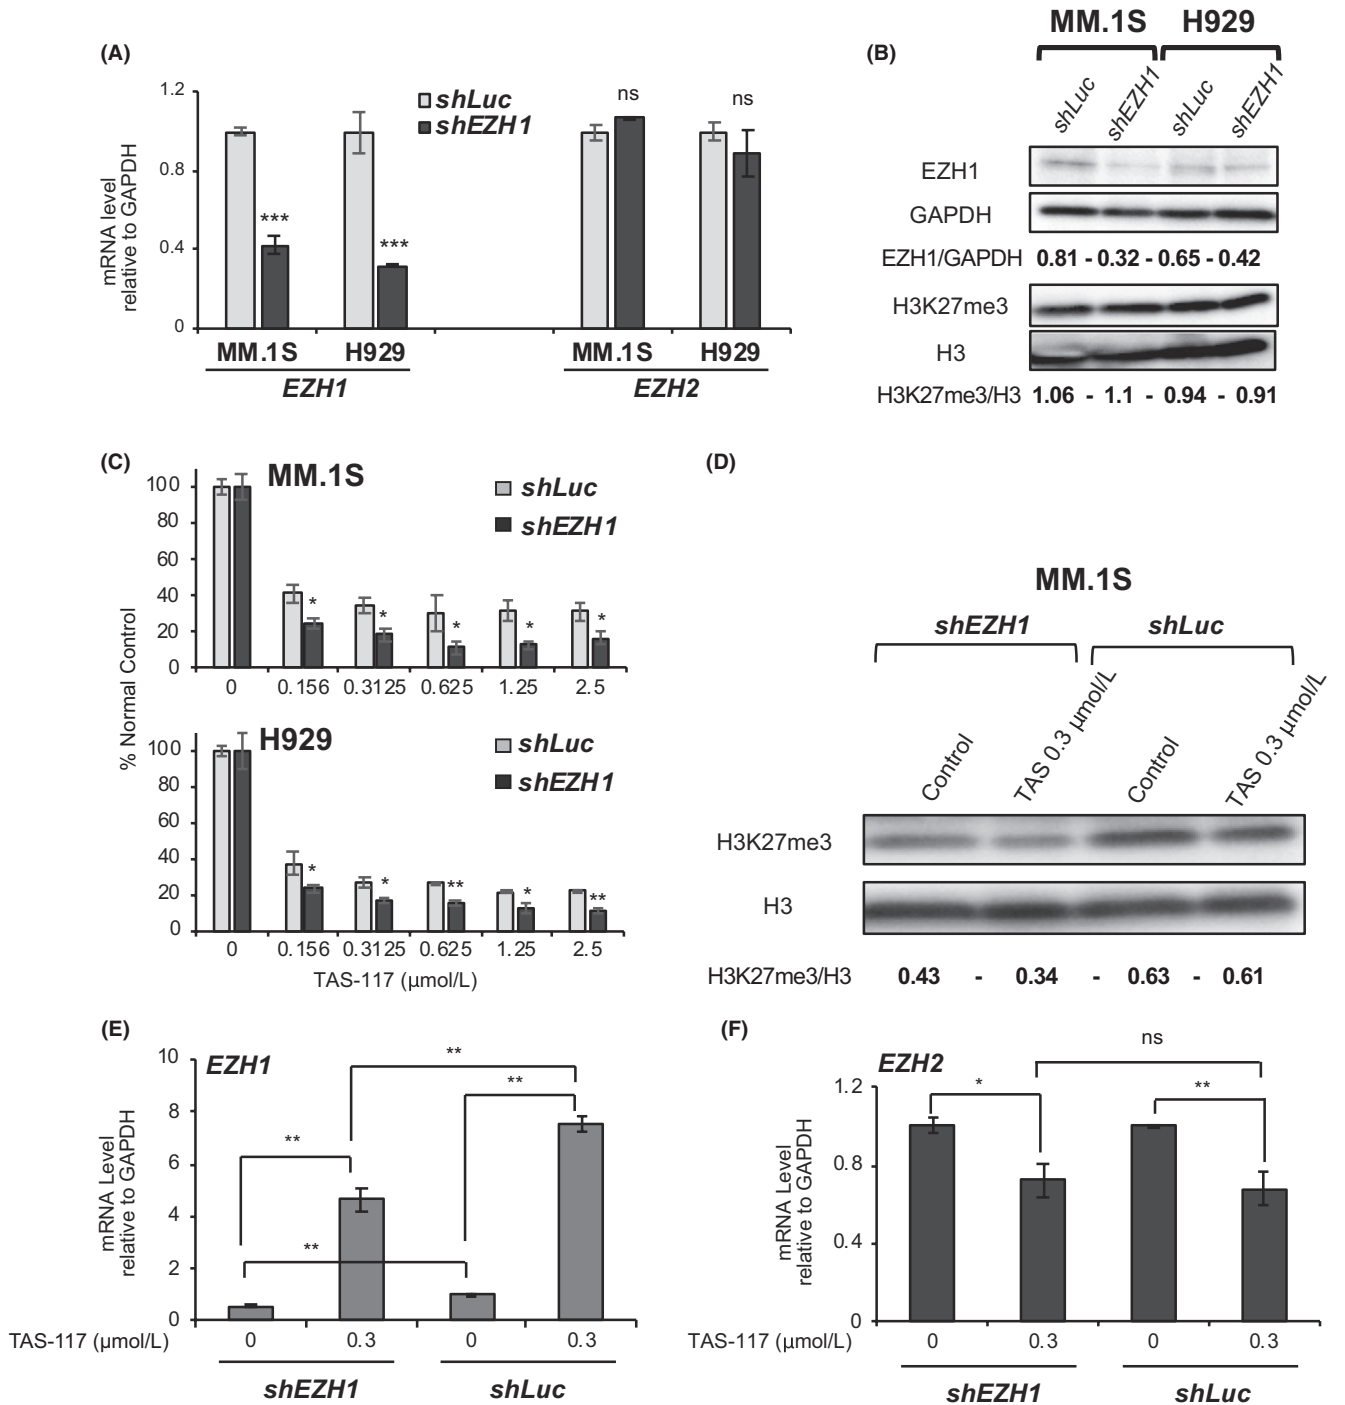 (A)
1.2
0.8
0.4
0
mRNA level
relative to GAPDH
shLuc
shEZH1
***
***
ns
ns
MM.1S
H929
MM.1S
H929
EZH1
EZH2
(B)
MM.1S H929
shLuc
shEZH1
shLuc
shEZH1
EZH1
GAPDH
EZH1/GAPDH 0.81 - 0.32 - 0.65 - 0.42
H3K27me3
H3
H3K27me3/H3 1.06 - 1.1 - 0.94 - 0.91
(C)
% Normal Control
MM.1S
shLuc
shEZH1
100
80
60
40
20
0
* * * * *
0 0.156 0.3125 0.625 1.25 2.5
H929
shLuc
shEZH1
100
80
60
40
20
0
* * ** * **
0 0.156 0.3125 0.625 1.25 2.5
TAS-117 (µmol/L)
(D)
MM.1S
shEZH1 shLuc
Control
TAS 0.3 µmol/L
Control
TAS 0.3 µmol/L
H3K27me3
H3
H3K27me3/H3 0.43 - 0.34 - 0.63 - 0.61
(E)
EZH1
mRNA Level
relative to GAPDH
10
8
6
4
2
0
**
**
**
**
TAS-117 (µmol/L) 0 0.3 0 0.3
shEZH1 shLuc
(F)
EZH2
mRNA Level
relative to GAPDH
1.2
0.8
0.4
0
ns
*
**
TAS-117 (µmol/L) 0 0.3 0 0.3
shEZH1 shLuc